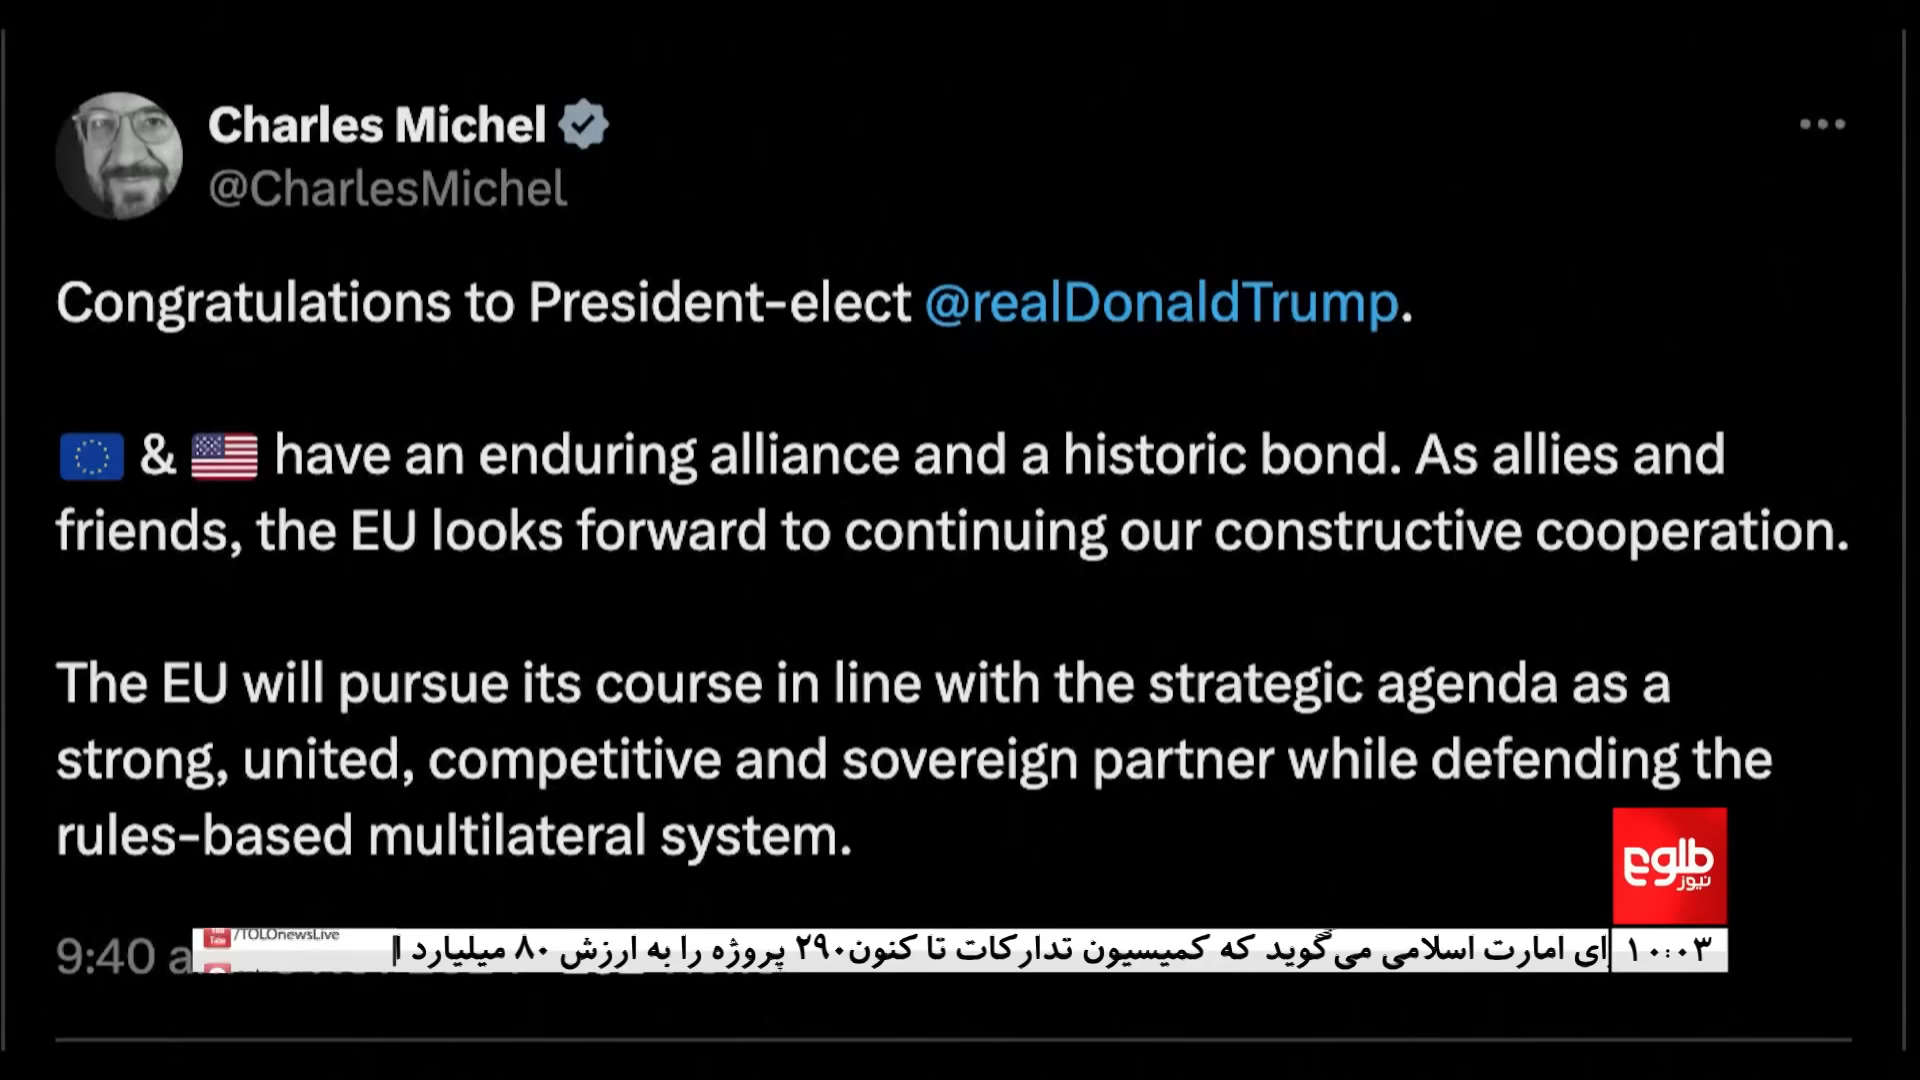 Charles Michel
@CharlesMichel
Congratulations to President-elect @realDonaldTrump.
🇪🇺 & 🇺🇸 have an enduring alliance and a historic bond. As allies and
friends, the EU looks forward to continuing our constructive cooperation.
The EU will pursue its course in line with the strategic agenda as a
strong, united, competitive and sovereign partner while defending the
rules-based multilateral system.
طلوع
نیوز
9:40
/TOLOnewsLive
ای امارت اسلامی می‌گوید که کمیسیون تدارکات تا کنون۲۹۰ پروژه را به ارزش ۸۰ میلیارد ا
۱۰:۰۳